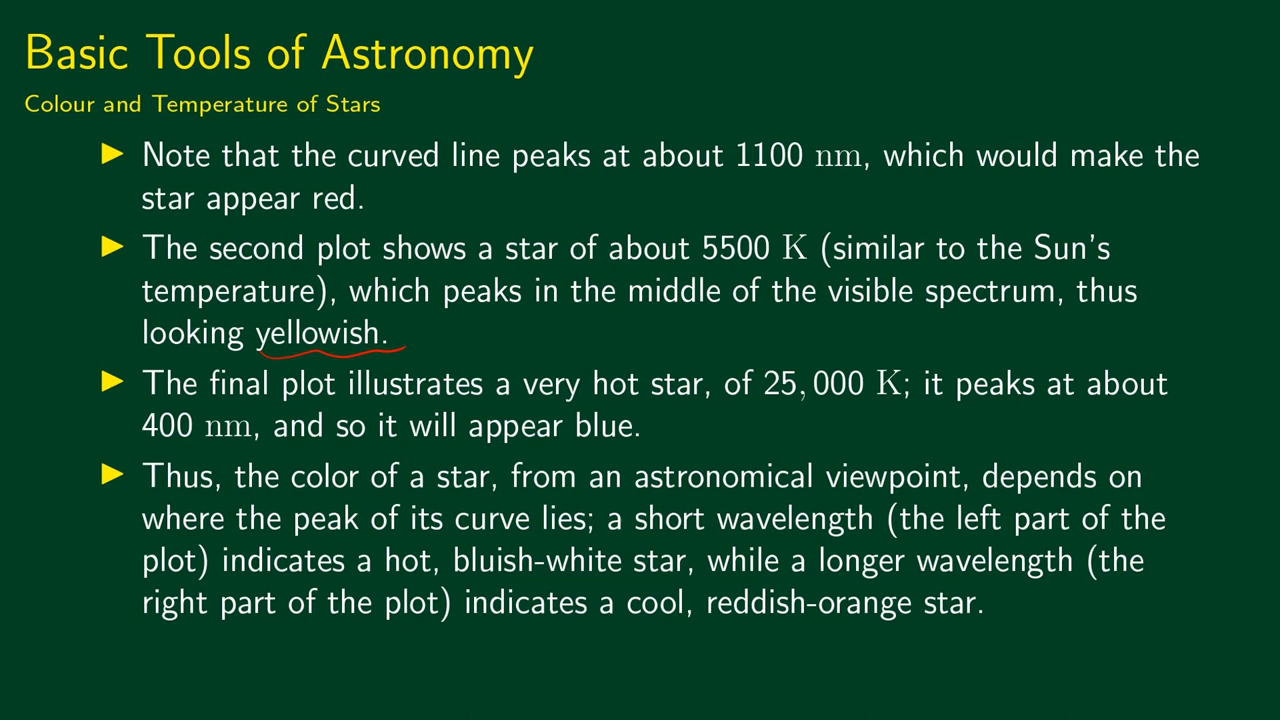 Basic Tools of Astronomy
Colour and Temperature of Stars
▶ Note that the curved line peaks at about 1100 nm, which would make the
star appear red.
▶ The second plot shows a star of about 5500 K (similar to the Sun's
temperature), which peaks in the middle of the visible spectrum, thus
looking yellowish.
▶ The final plot illustrates a very hot star, of 25,000 K; it peaks at about
400 nm, and so it will appear blue.
▶ Thus, the color of a star, from an astronomical viewpoint, depends on
where the peak of its curve lies; a short wavelength (the left part of the
plot) indicates a hot, bluish-white star, while a longer wavelength (the
right part of the plot) indicates a cool, reddish-orange star.